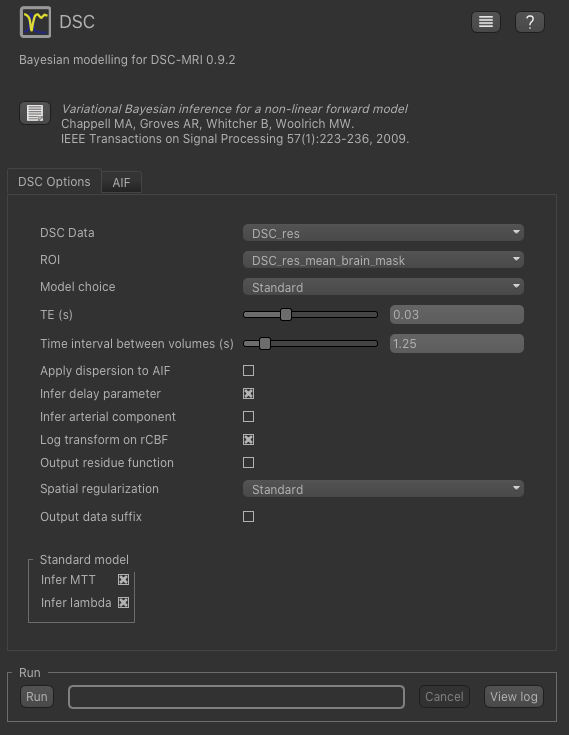 DSC
?
Bayesian modelling for DSC-MRI 0.9.2
Variational Bayesian inference for a non-linear forward model
Chappell MA, Groves AR, Whitcher B, Woolrich MW.
IEEE Transactions on Signal Processing 57(1):223-236, 2009.
DSC Options AIF
DSC Data DSC_res
ROI DSC_res_mean_brain_mask
Model choice Standard
TE (s) 0.03
Time interval between volumes (s) 1.25
Apply dispersion to AIF
Infer delay parameter
Infer arterial component
Log transform on rCBF
Output residue function
Spatial regularization Standard
Output data suffix
Standard model
Infer MTT
Infer lambda
Run
Run Cancel View log